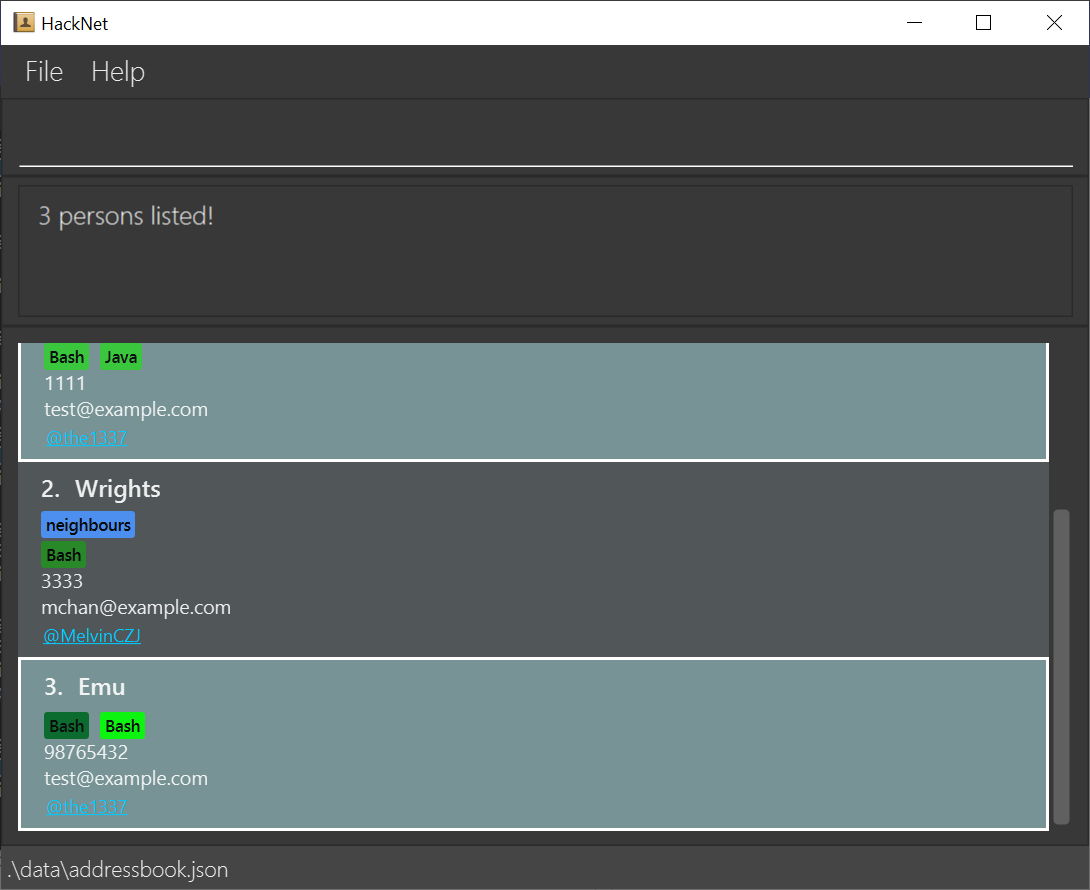 HackNet
File Help
3 persons listed!
Bash Java
1111
test@example.com
@the1337
2. Wrights
neighbours
Bash
3333
mchan@example.com
@MelvinCZJ
3. Emu
Bash Bash
98765432
test@example.com
@the1337
.\data\addressbook.json